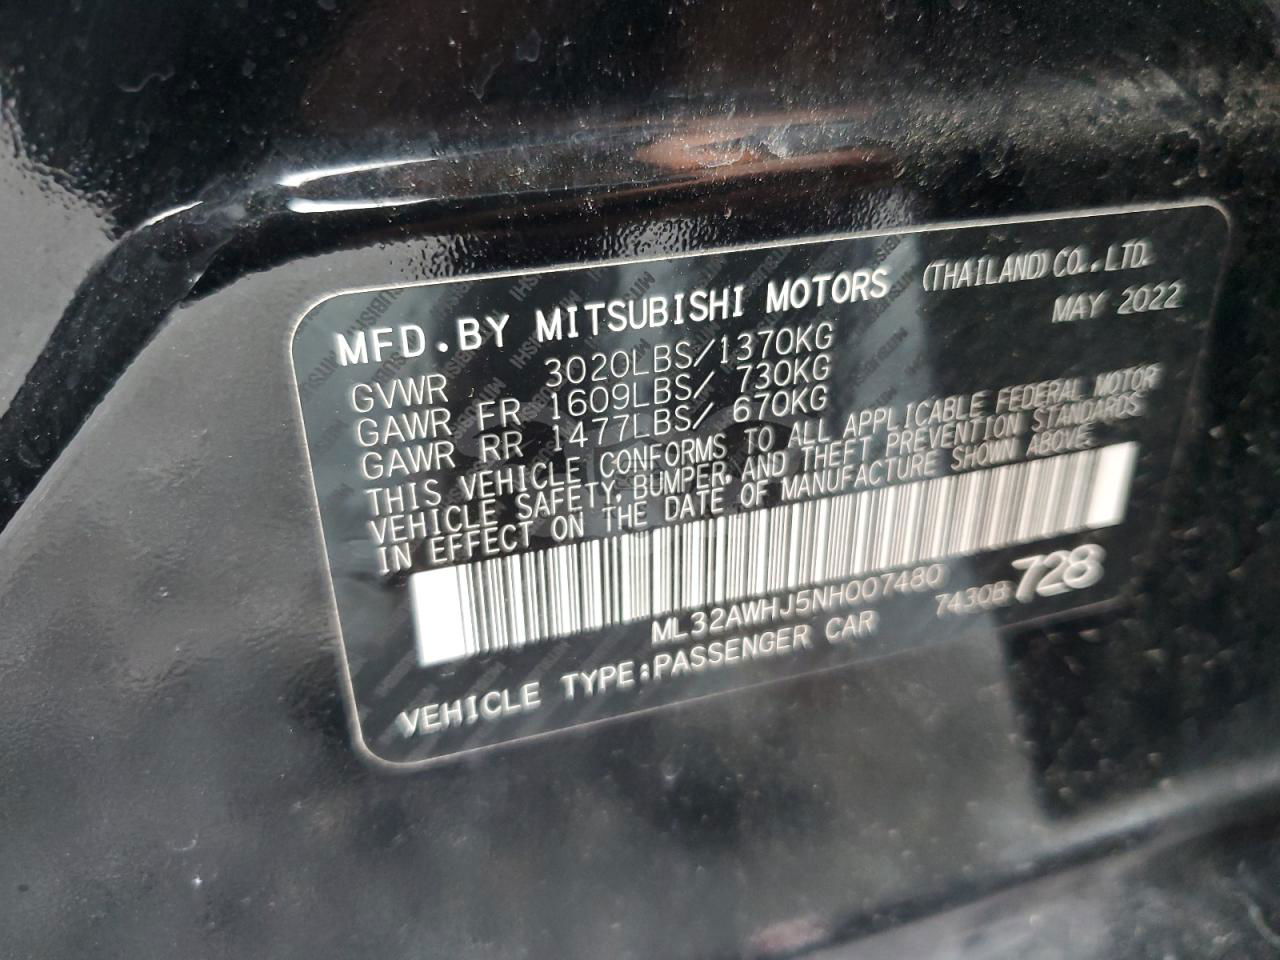 MFD.BY MITSUBISHI MOTORS (THAILAND) CO.,LTD.
MAY 2022
GVWR 3020LBS/1370KG
GAWR FR 1609LBS/ 730KG
GAWR RR 1477LBS/ 670KG
THIS VEHICLE CONFORMS TO ALL APPLICABLE FEDERAL MOTOR
VEHICLE SAFETY, BUMPER, AND THEFT PREVENTION STANDARDS
IN EFFECT ON THE DATE OF MANUFACTURE SHOWN ABOVE.
ML32AWHJ5NH007480 7430B 728
VEHICLE TYPE:PASSENGER CAR